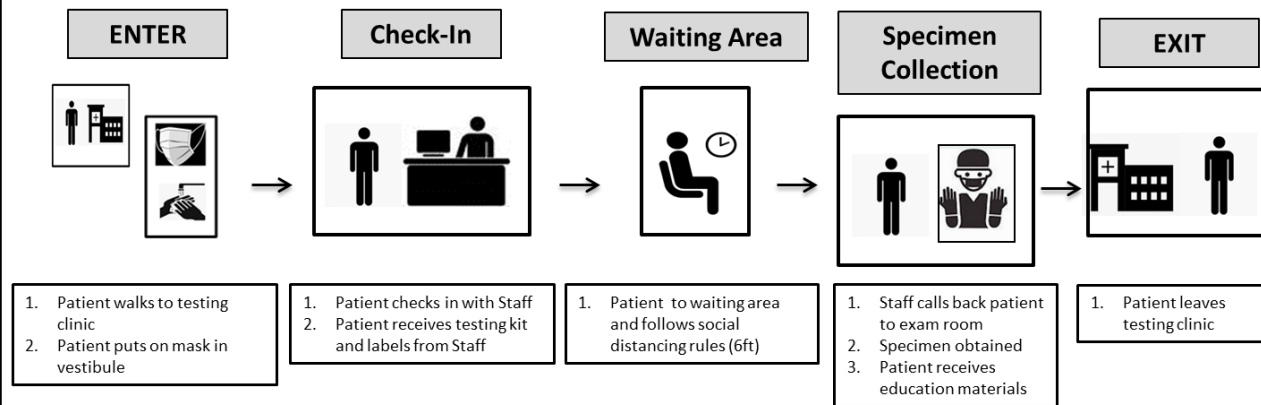 ENTER
Check-In
Waiting Area
Specimen
Collection
EXIT
1. Patient walks to testing
clinic
2. Patient puts on mask in
vestibule
1. Patient checks in with Staff
2. Patient receives testing kit
and labels from Staff
1. Patient to waiting area
and follows social
distancing rules (6ft)
1. Staff calls back patient
to exam room
2. Specimen obtained
3. Patient receives
education materials
1. Patient leaves
testing clinic